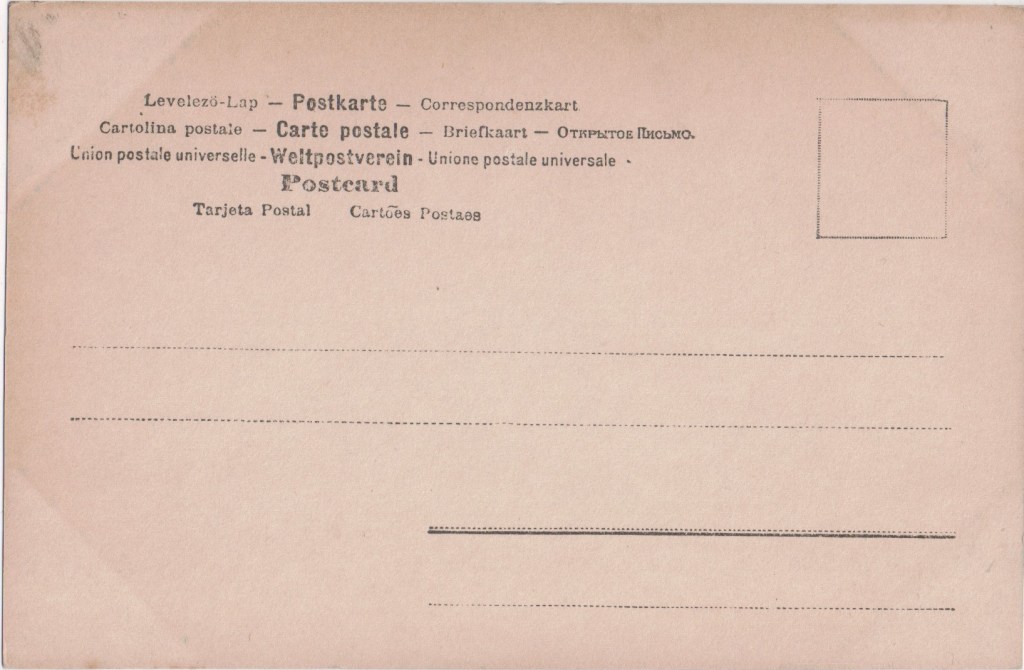 Levelező-Lap — Postkarte — Correspondenzkart
Cartolina postale — Carte postale — Briefkaart — Открытое Письмо.
Union postale universelle - Weltpostverein - Unione postale universale
Postcard
Tarjeta Postal Cartões Postaes